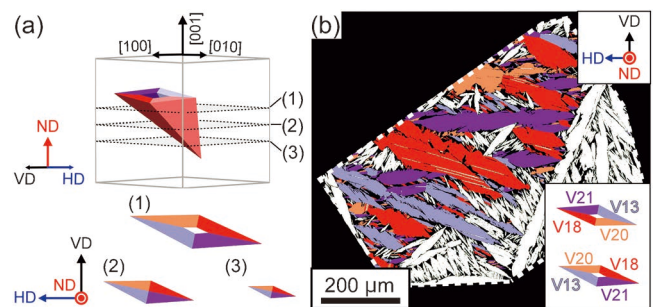 (a)
[001]
[100]
[010]
(1)
(2)
(3)
ND
VD
HD
(1)
VD
ND
HD
(2)
(3)
(b)
VD
HD
ND
V21
V13
V18
V20
V20
V18
V13
V21
200 μm